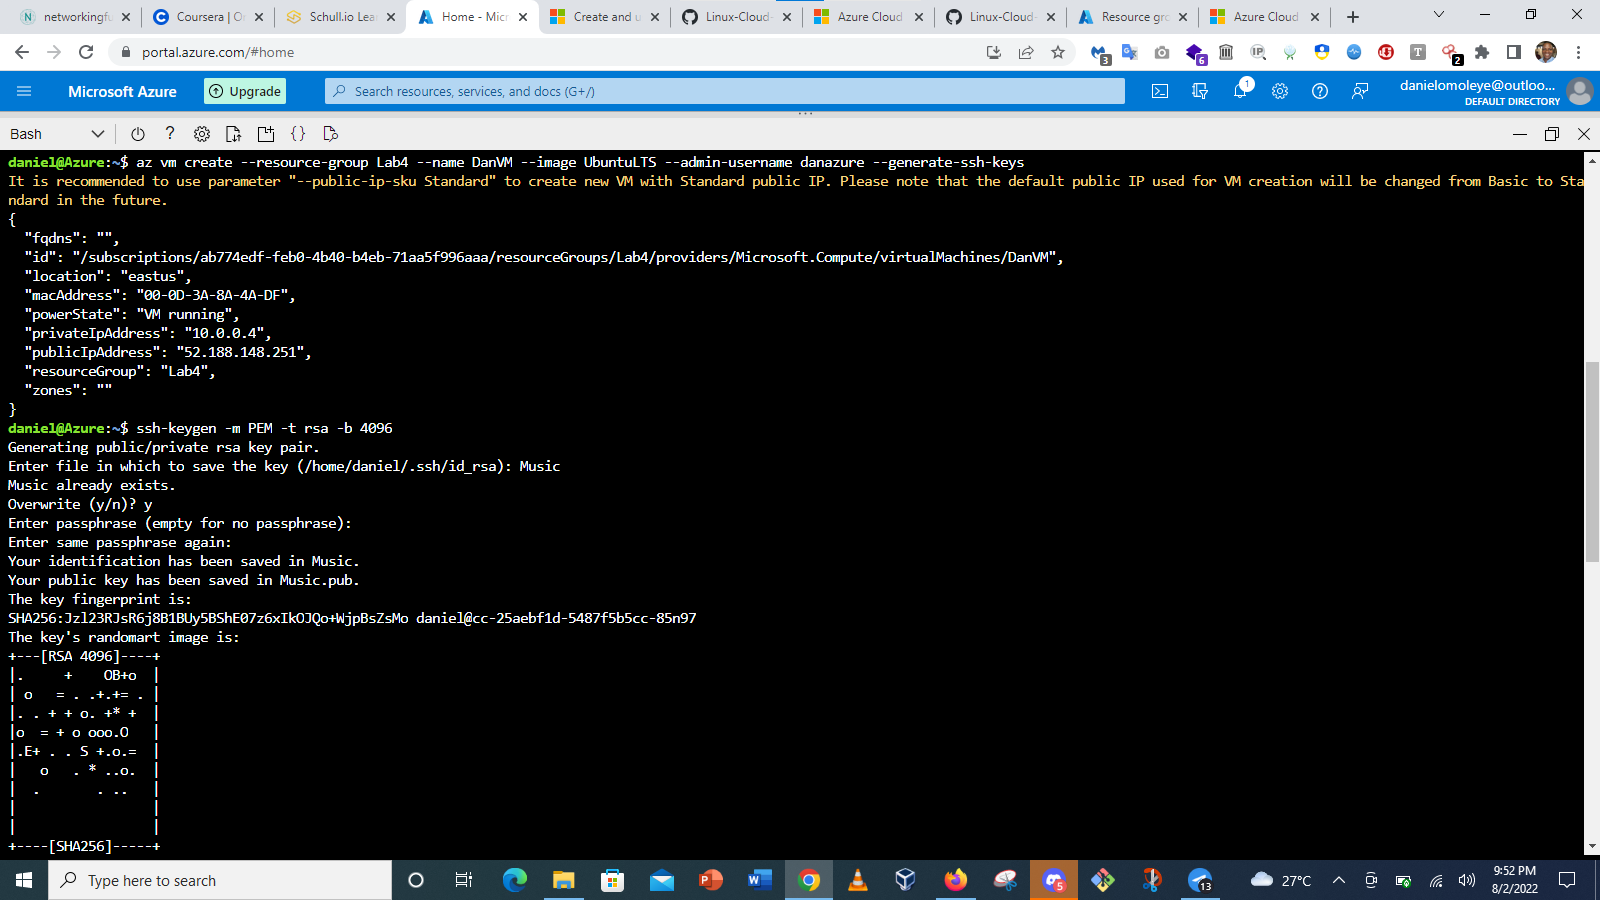 networkingfu
Coursera | O
Schull.io Lea
Home - Micr
Create and u
Linux-Cloud-
Azure Cloud
Linux-Cloud-
Resource gro
Azure Cloud
portal.azure.com/#home
3
6
IP
T
2
Microsoft Azure
Upgrade
Search resources, services, and docs (G+/)
1
danielomoleye@outloo...
DEFAULT DIRECTORY
Bash
daniel@Azure:~$ az vm create --resource-group Lab4 --name DanVM --image UbuntuLTS --admin-username danazure --generate-ssh-keys
It is recommended to use parameter "--public-ip-sku Standard" to create new VM with Standard public IP. Please note that the default public IP used for VM creation will be changed from Basic to Sta
ndard in the future.
{
"fqdns": "",
"id": "/subscriptions/ab774edf-feb0-4b40-b4eb-71aa5f996aaa/resourceGroups/Lab4/providers/Microsoft.Compute/virtualMachines/DanVM",
"location": "eastus",
"macAddress": "00-0D-3A-8A-4A-DF",
"powerState": "VM running",
"privateIpAddress": "10.0.0.4",
"publicIpAddress": "52.188.148.251",
"resourceGroup": "Lab4",
"zones": ""
}
daniel@Azure:~$ ssh-keygen -m PEM -t rsa -b 4096
Generating public/private rsa key pair.
Enter file in which to save the key (/home/daniel/.ssh/id_rsa): Music
Music already exists.
Overwrite (y/n)? y
Enter passphrase (empty for no passphrase):
Enter same passphrase again:
Your identification has been saved in Music.
Your public key has been saved in Music.pub.
The key fingerprint is:
SHA256:Jzl23RJsR6j8B1BUy5BShE07z6xIkOJQo+WjpBsZsMo daniel@cc-25aebf1d-5487f5b5cc-85n97
The key's randomart image is:
+---[RSA 4096]----+
|.     +    OB+o  |
| o   = . .+.+= . |
|. . + + o. +* +  |
|o  = + o ooo.O   |
|.E+ . . S +.o.=  |
|   o   . * ..o.  |
|  .       . ..   |
|                 |
|                 |
+----[SHA256]-----+
Type here to search
5
13
27°C
9:52 PM
8/2/2022